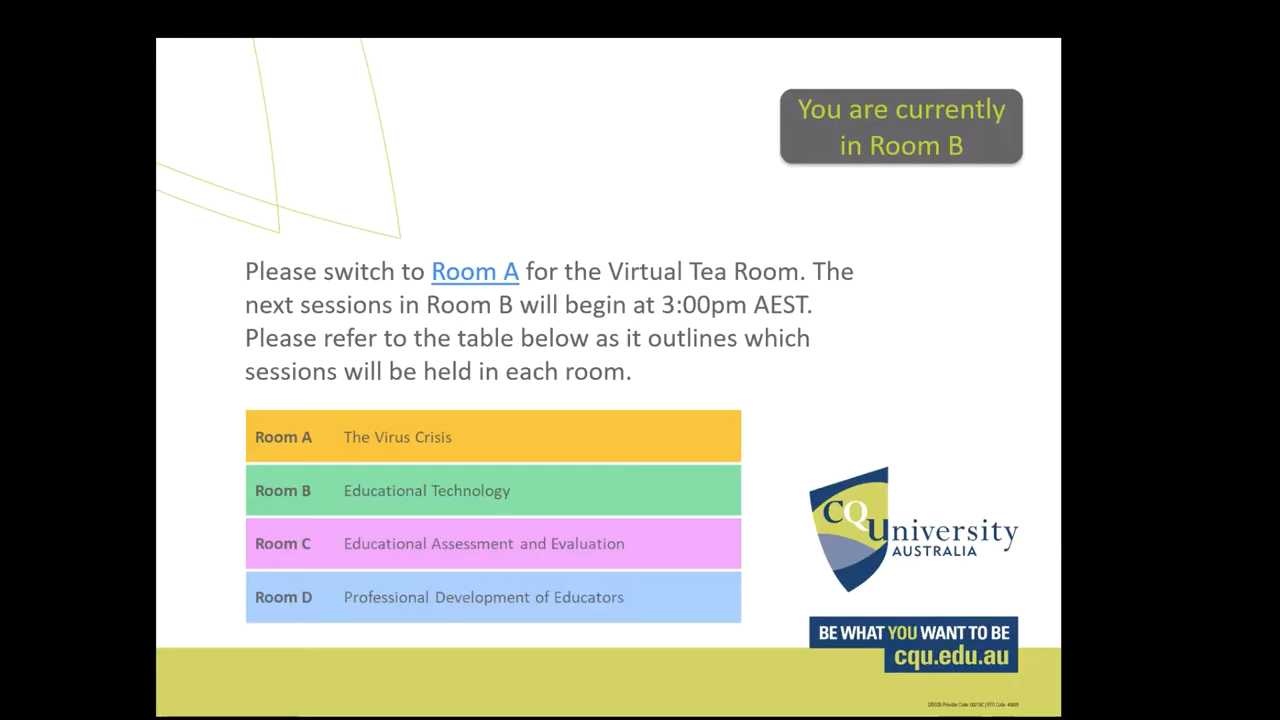 You are currently
in Room B
Please switch to Room A for the Virtual Tea Room. The
next sessions in Room B will begin at 3:00pm AEST.
Please refer to the table below as it outlines which
sessions will be held in each room.
Room A The Virus Crisis
Room B Educational Technology
Room C Educational Assessment and Evaluation
Room D Professional Development of Educators
CQUniversity
AUSTRALIA
BE WHAT YOU WANT TO BE
cqu.edu.au